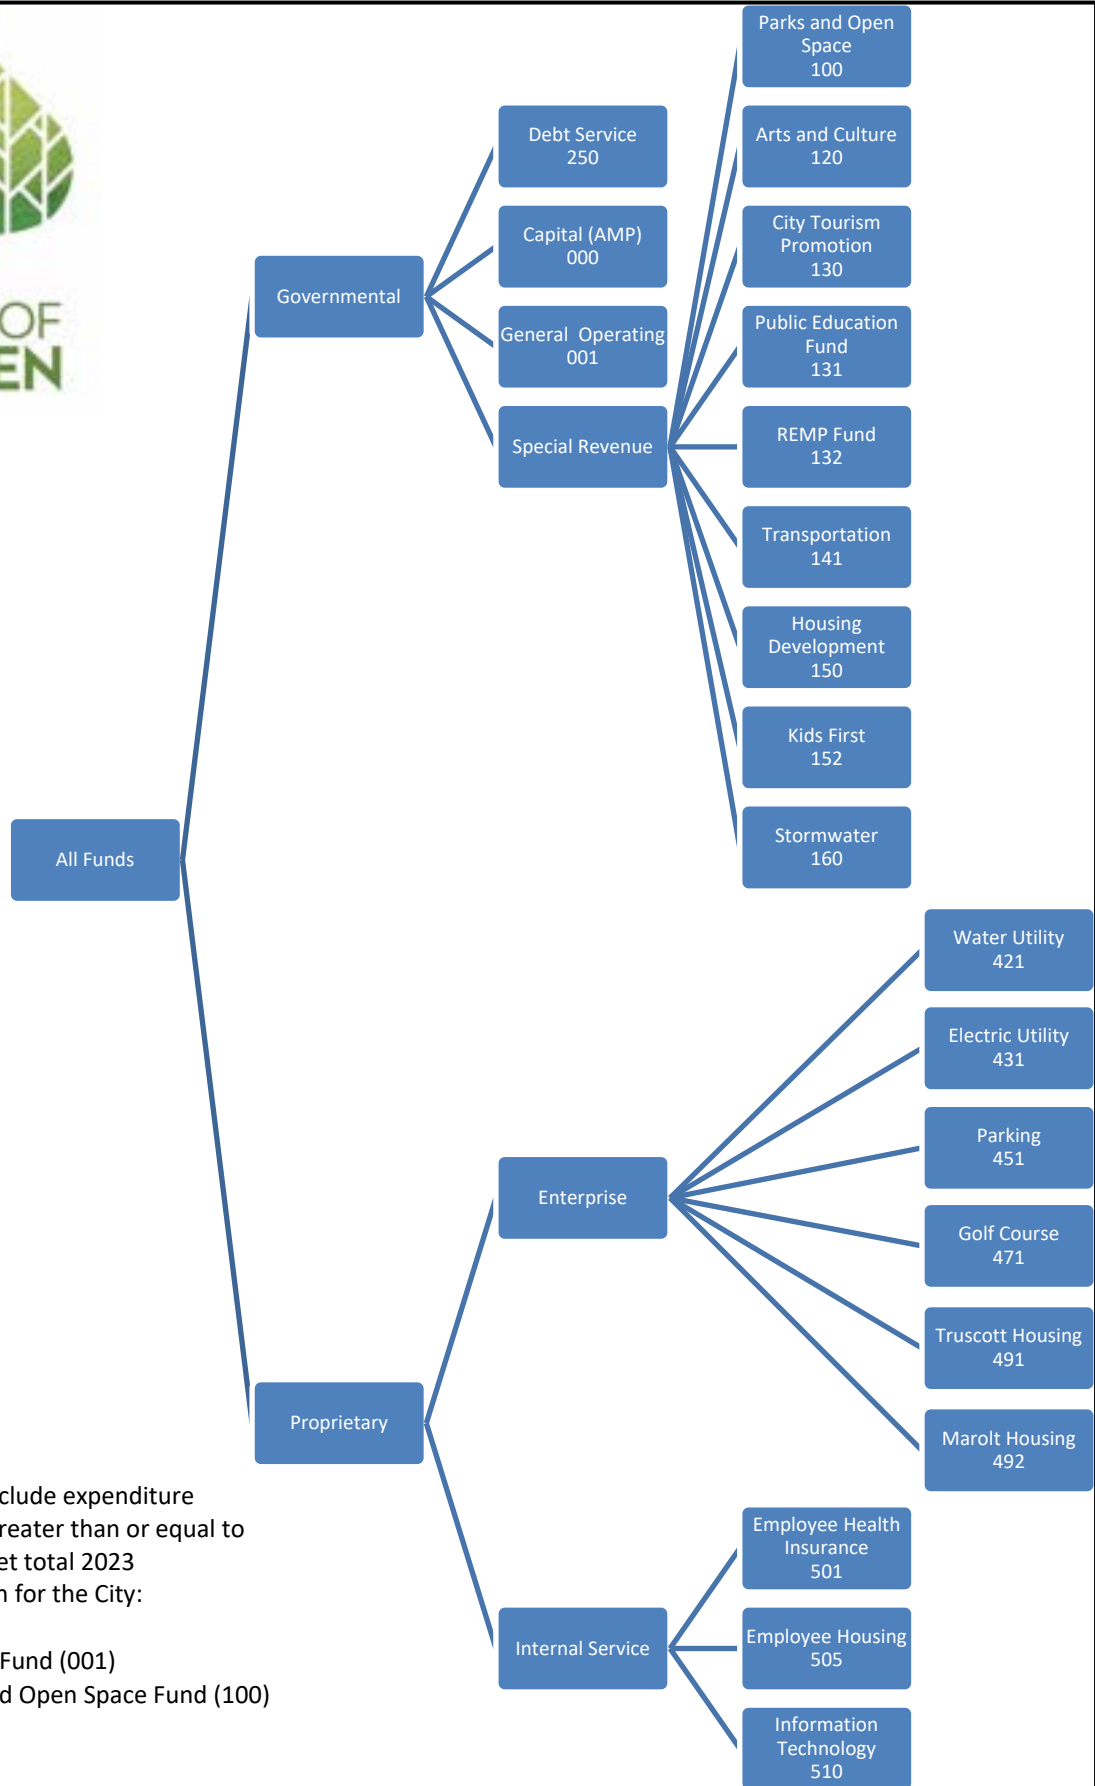 OF
EN
All Funds
Governmental
Debt Service
250
Capital (AMP)
000
General Operating
001
Special Revenue
Parks and Open
Space
100
Arts and Culture
120
City Tourism
Promotion
130
Public Education
Fund
131
REMP Fund
132
Transportation
141
Housing
Development
150
Kids First
152
Stormwater
160
Proprietary
Enterprise
Water Utility
421
Electric Utility
431
Parking
451
Golf Course
471
Truscott Housing
491
Marolt Housing
492
Internal Service
Employee Health
Insurance
501
Employee Housing
505
Information
Technology
510
clude expenditure
reater than or equal to
et total 2023
n for the City:
Fund (001)
d Open Space Fund (100)